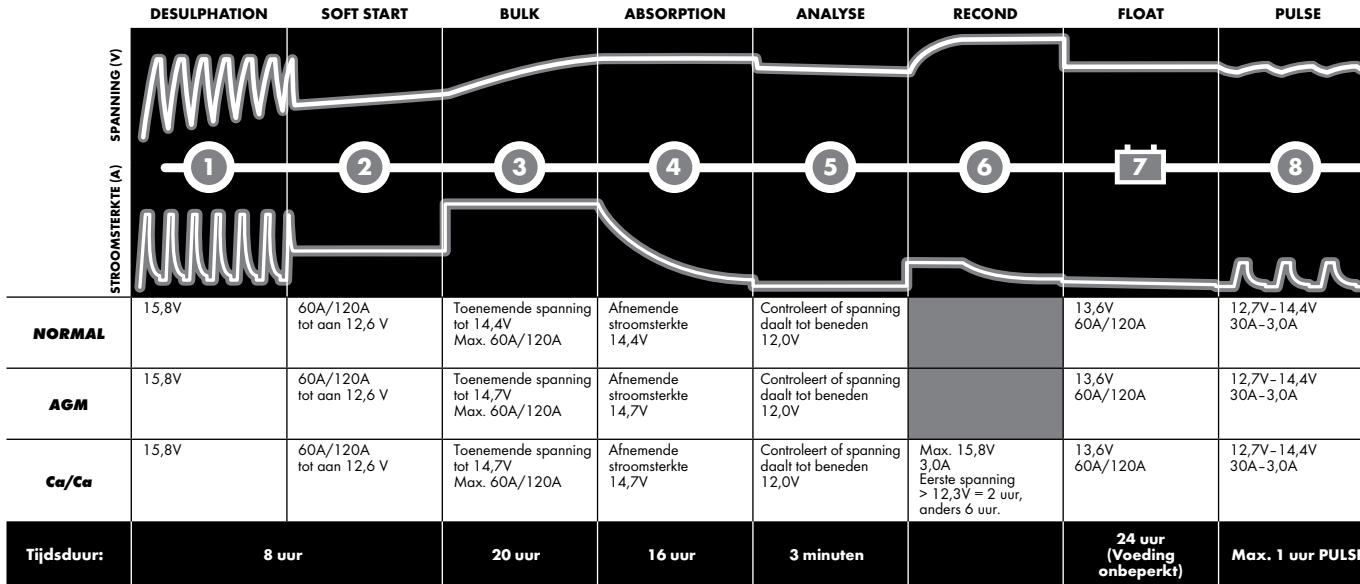 DESULPHATION SOFT START BULK ABSORPTION ANALYSE RECOND FLOAT PULSE
SPANNING (V)
1 2 3 4 5 6 7 8
STROOMSTERKTE (A)
NORMAL
15,8V
60A/120A
tot aan 12,6 V
Toenemende spanning
tot 14,4V
Max. 60A/120A
Afnemende
stroomsterkte
14,4V
Controleert of spanning
daalt tot beneden
12,0V
13,6V
60A/120A
12,7V–14,4V
30A–3,0A
AGM
15,8V
60A/120A
tot aan 12,6 V
Toenemende spanning
tot 14,7V
Max. 60A/120A
Afnemende
stroomsterkte
14,7V
Controleert of spanning
daalt tot beneden
12,0V
13,6V
60A/120A
12,7V–14,4V
30A–3,0A
Ca/Ca
15,8V
60A/120A
tot aan 12,6 V
Toenemende spanning
tot 14,7V
Max. 60A/120A
Afnemende
stroomsterkte
14,7V
Controleert of spanning
daalt tot beneden
12,0V
Max. 15,8V
3,0A
Eerste spanning
> 12,3V = 2 uur,
anders 6 uur.
13,6V
60A/120A
12,7V–14,4V
30A–3,0A
Tijdsduur:
8 uur
20 uur
16 uur
3 minuten
24 uur
(Voeding
onbeperkt)
Max. 1 uur PULSE